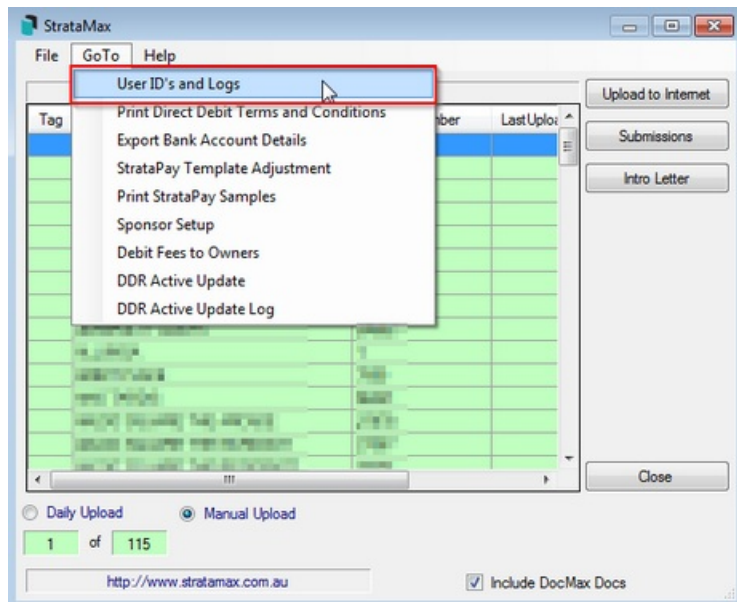 StrataMax
File GoTo Help
User ID's and Logs
Print Direct Debit Terms and Conditions
Export Bank Account Details
StrataPay Template Adjustment
Print StrataPay Samples
Sponsor Setup
Debit Fees to Owners
DDR Active Update
DDR Active Update Log
Tag
Upload to Internet
Submissions
Intro Letter
Close
Daily Upload Manual Upload
1 of 115
http://www.stratamax.com.au
Include DocMax Docs